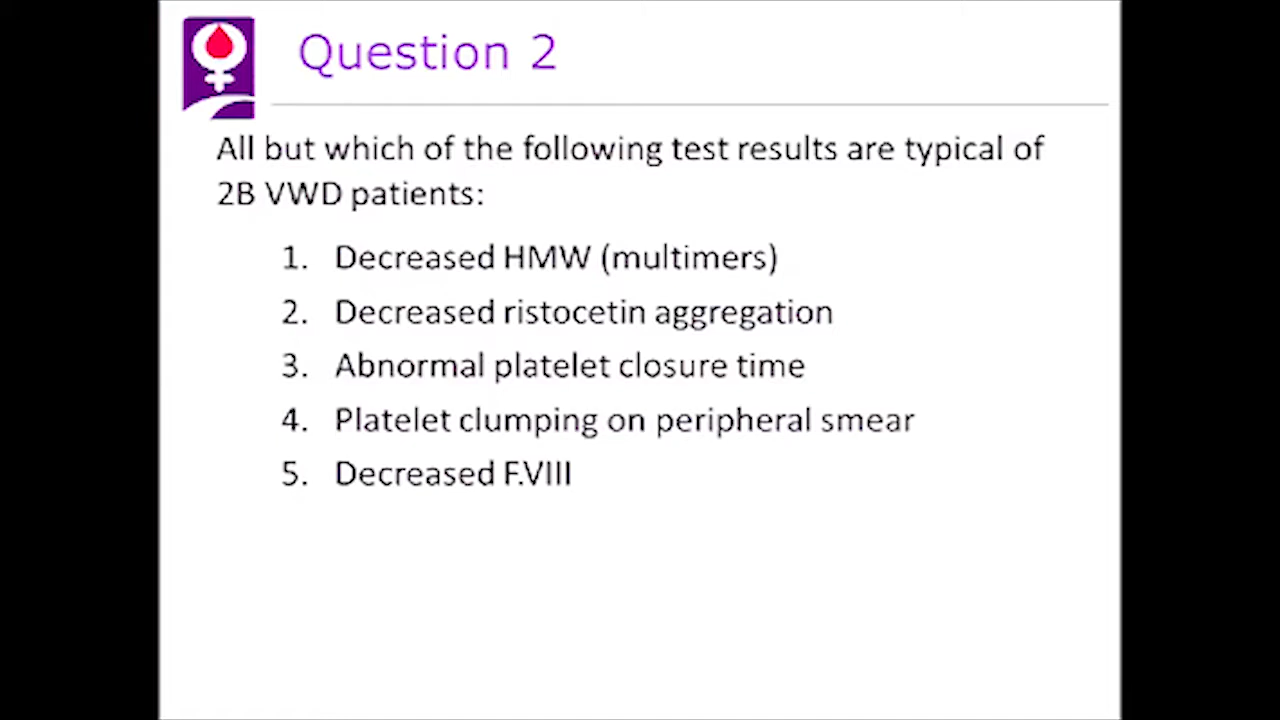 Question 2
All but which of the following test results are typical of
2B VWD patients:
1. Decreased HMW (multimers)
2. Decreased ristocetin aggregation
3. Abnormal platelet closure time
4. Platelet clumping on peripheral smear
5. Decreased F.VIII